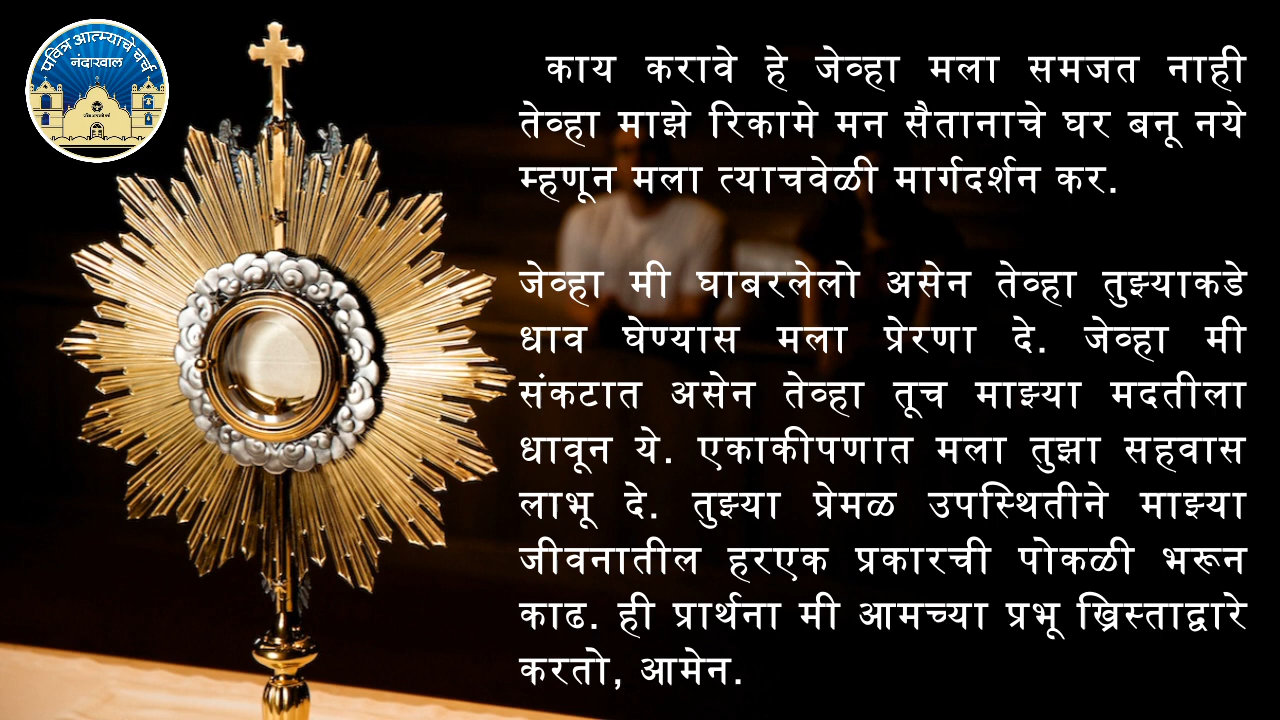 पवित्र आत्म्याचे चर्च
नंदाखाल
काय करावे हे जेव्हा मला समजत नाही
तेव्हा माझे रिकामे मन सैतानाचे घर बनू नये
म्हणून मला त्याचवेळी मार्गदर्शन कर.
जेव्हा मी घाबरलेलो असेन तेव्हा तुझ्याकडे
धाव घेण्यास मला प्रेरणा दे. जेव्हा मी
संकटात असेन तेव्हा तूच माझ्या मदतीला
धावून ये. एकाकीपणात मला तुझा सहवास
लाभू दे. तुझ्या प्रेमळ उपस्थितीने माझ्या
जीवनातील हरएक प्रकारची पोकळी भरून
काढ. ही प्रार्थना मी आमच्या प्रभू ख्रिस्ताद्वारे
करतो, आमेन.